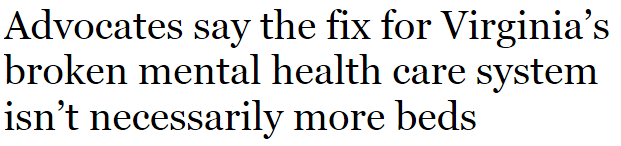 Advocates say the fix for Virginia’s
broken mental health care system
isn’t necessarily more beds